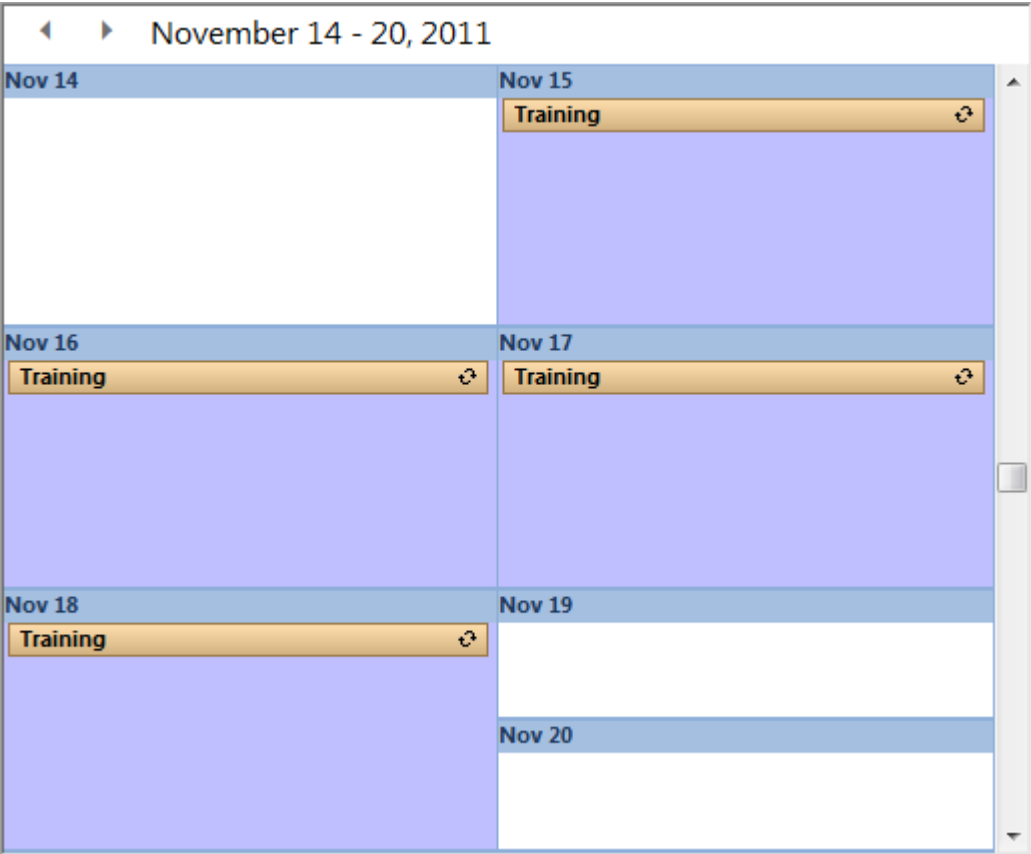 November 14 - 20, 2011
Nov 14
Nov 15
Training
Nov 16
Training
Nov 17
Training
Nov 18
Training
Nov 19
Nov 20